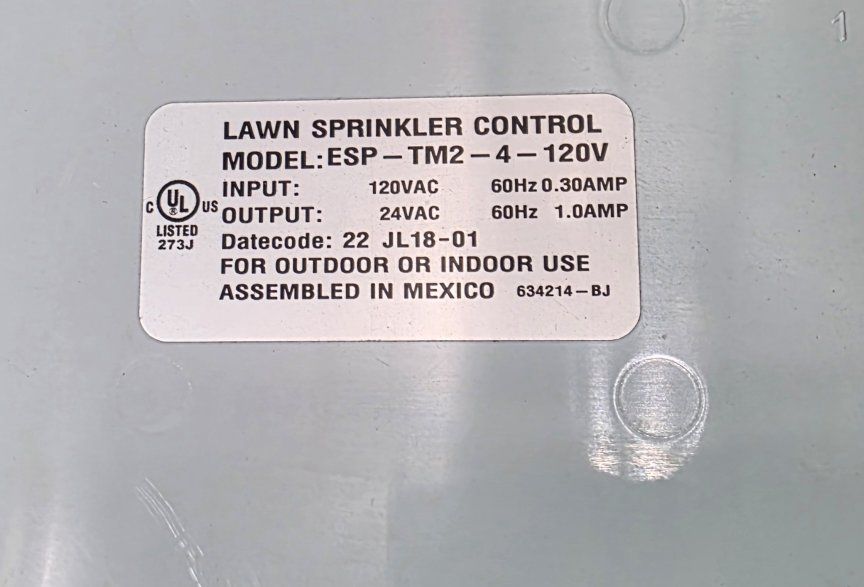 1
LAWN SPRINKLER CONTROL
MODEL: ESP-TM2-4-120V
INPUT: 120VAC 60Hz 0.30AMP
OUTPUT: 24VAC 60Hz 1.0AMP
C UL ® US
LISTED
273J
Datecode: 22 JL18-01
FOR OUTDOOR OR INDOOR USE
ASSEMBLED IN MEXICO 634214-BJ